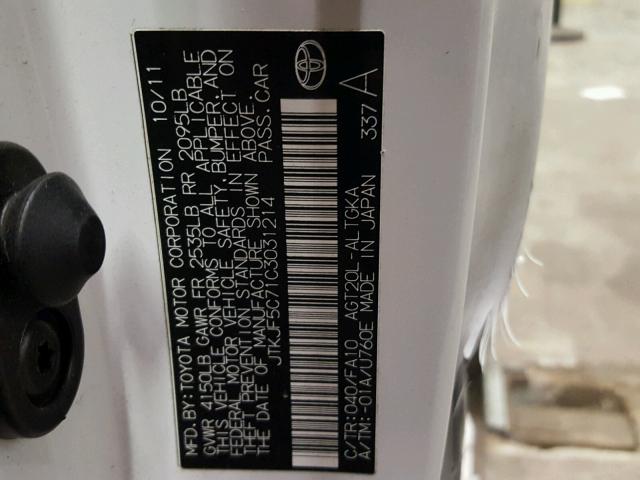 MFD.BY:TOYOTA MOTOR CORPORATION 10/11
GVWR 4150LB GAWR FR 2535LB RR 2095LB
THIS VEHICLE CONFORMS TO ALL APPLICABLE
FEDERAL MOTOR VEHICLE SAFETY, BUMPER, AND
THEFT PREVENTION STANDARDS IN EFFECT ON
THE DATE OF MANUFACTURE SHOWN ABOVE.
JTKJF5C71C3031214 PASS.CAR
C/TR:040/FA10 AGT20L-ALTGKA
A/TM:-01A/U760E MADE IN JAPAN 337 A